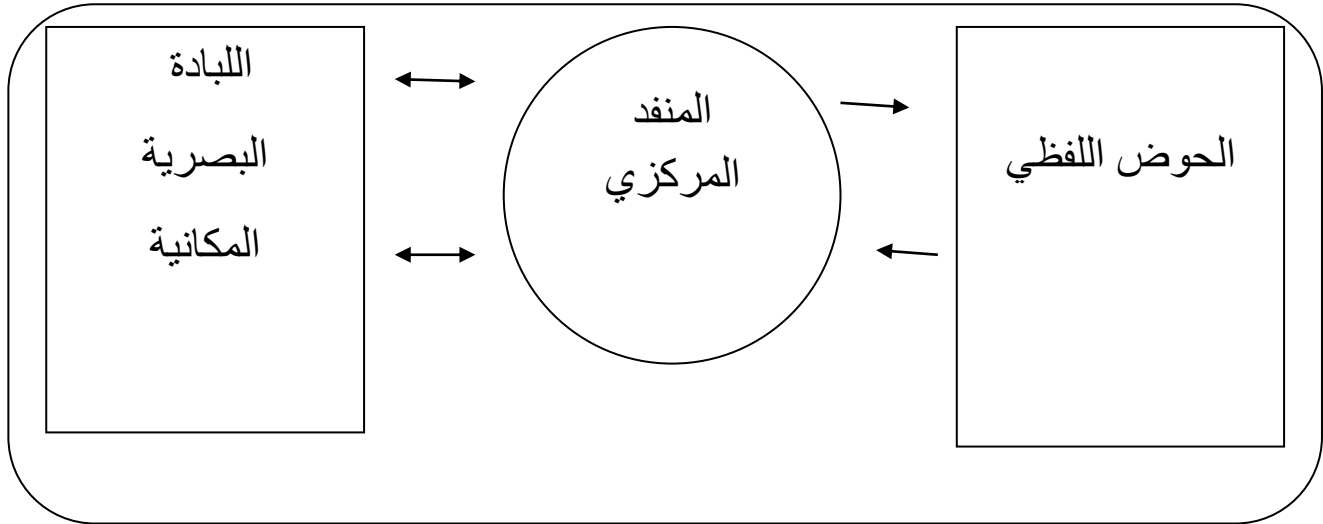 الحوض اللفظي
المنفد
المركزي
اللبادة
البصرية
المكانية